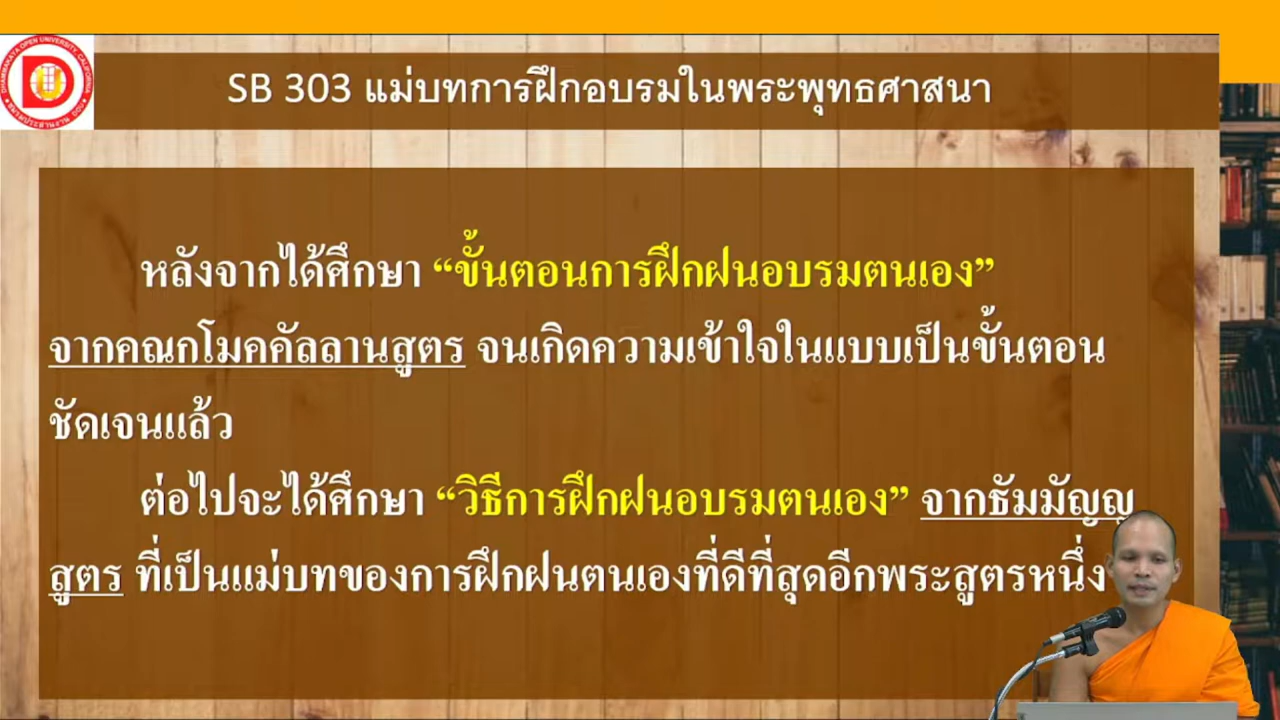 DHAMMAKAYA OPEN UNIVERSITY, CALIFORNIA
SB 303 แม่บทการฝึกอบรมในพระพุทธศาสนา
หลังจากได้ศึกษา “ขั้นตอนการฝึกฝนอบรมตนเอง”
จากคณกโมคคัลลานสูตร จนเกิดความเข้าใจในแบบเป็นขั้นตอน
ชัดเจนแล้ว
ต่อไปจะได้ศึกษา “วิธีการฝึกฝนอบรมตนเอง” จากธัมมัญญู
สูตร ที่เป็นแม่บทของการฝึกฝนตนเองที่ดีที่สุดอีกพระสูตรหนึ่ง